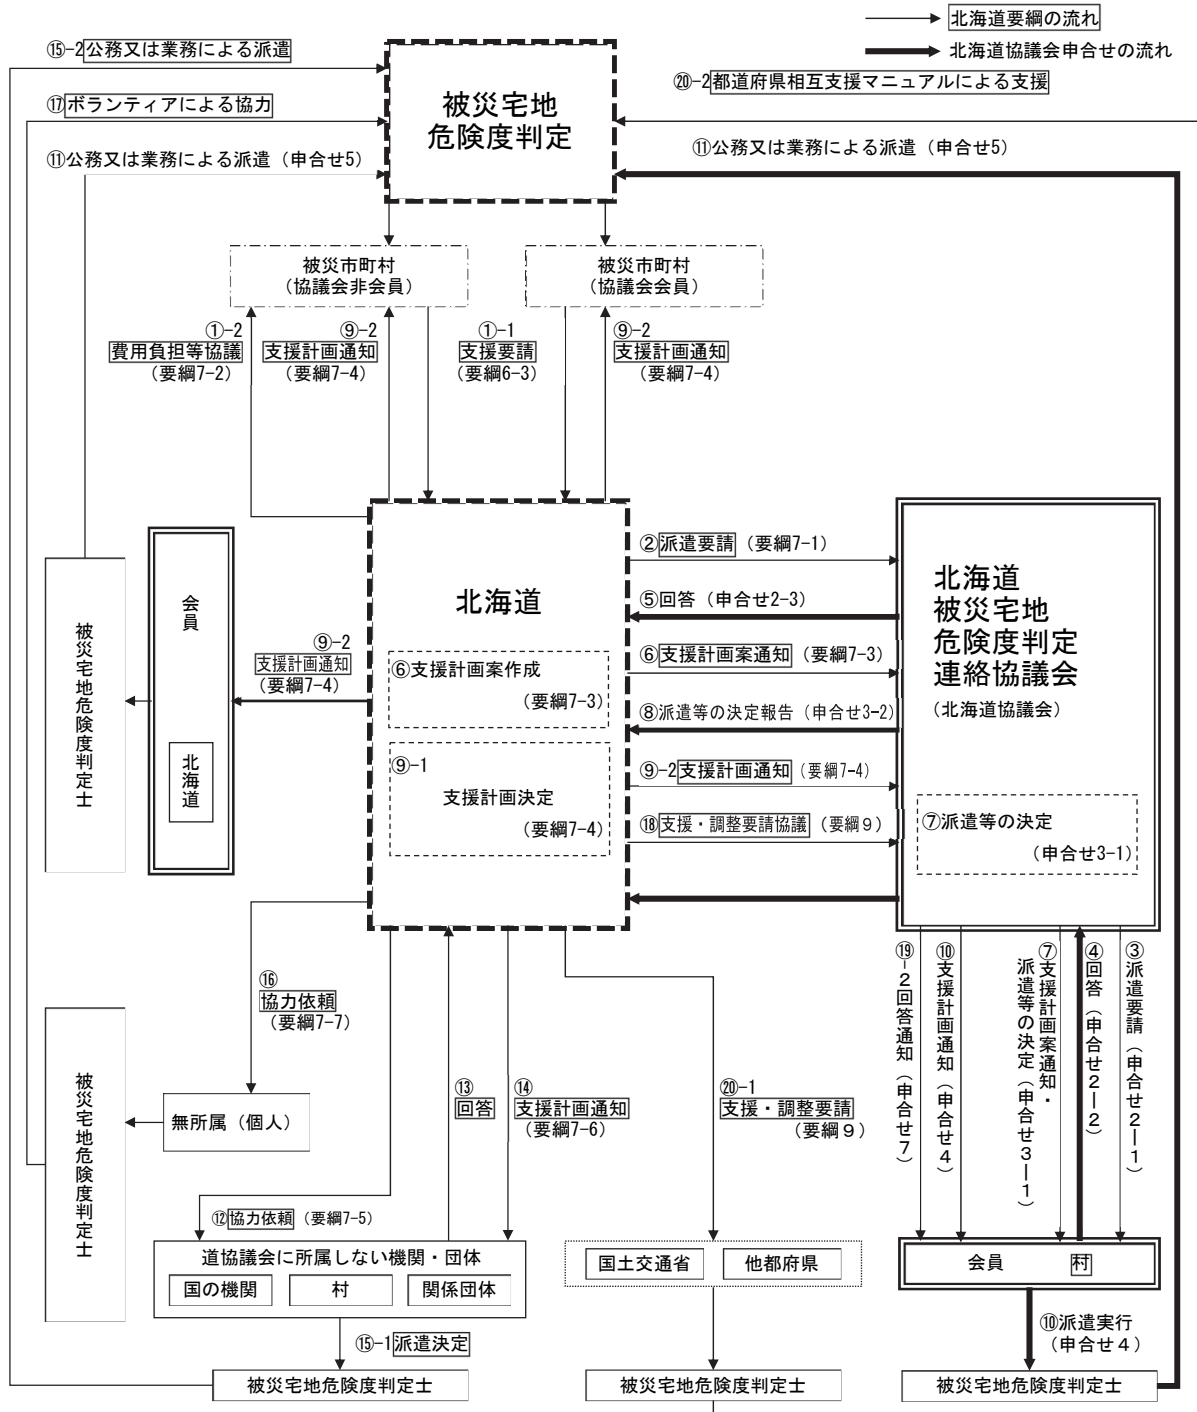 北海道要綱の流れ
北海道協議会申合せの流れ
⑮-2公務又は業務による派遣
⑳-2都道府県相互支援マニュアルによる支援
⑰ボランティアによる協力
被災宅地
危険度判定
⑪公務又は業務による派遣（申合せ5）
⑪公務又は業務による派遣（申合せ5）
被災市町村
（協議会非会員）
被災市町村
（協議会会員）
①-2
費用負担等協議
（要綱7-2）
⑨-2
支援計画通知
（要綱7-4）
①-1
支援要請
（要綱6-3）
⑨-2
支援計画通知
（要綱7-4）
被災宅地危険度判定士
会員
北海道
⑨-2
支援計画通知
（要綱7-4）
北海道
⑥支援計画案作成
（要綱7-3）
⑨-1
支援計画決定
（要綱7-4）
②派遣要請（要綱7-1）
⑤回答（申合せ2-3）
⑥支援計画案通知（要綱7-3）
⑧派遣等の決定報告（申合せ3-2）
⑨-2支援計画通知（要綱7-4）
⑱支援・調整要請協議（要綱９）
北海道
被災宅地
危険度判定
連絡協議会
（北海道協議会）
⑦派遣等の決定
（申合せ3-1）
⑲-2回答通知（申合せ7）
⑩支援計画通知（申合せ4）
⑦支援計画案通知・
派遣等の決定（申合せ3-1）
④回答（申合せ2-2）
③派遣要請（申合せ2-1）
⑯
協力依頼
（要綱7-7）
被災宅地危険度判定士
無所属（個人）
⑬
回答
⑭
支援計画通知
（要綱7-6）
⑳-1
支援・調整要請
（要綱９）
⑫協力依頼（要綱7-5）
道協議会に所属しない機関・団体
国の機関
村
関係団体
国土交通省
他都府県
会員
村
⑮-1派遣決定
⑩派遣実行
（申合せ４）
被災宅地危険度判定士
被災宅地危険度判定士
被災宅地危険度判定士